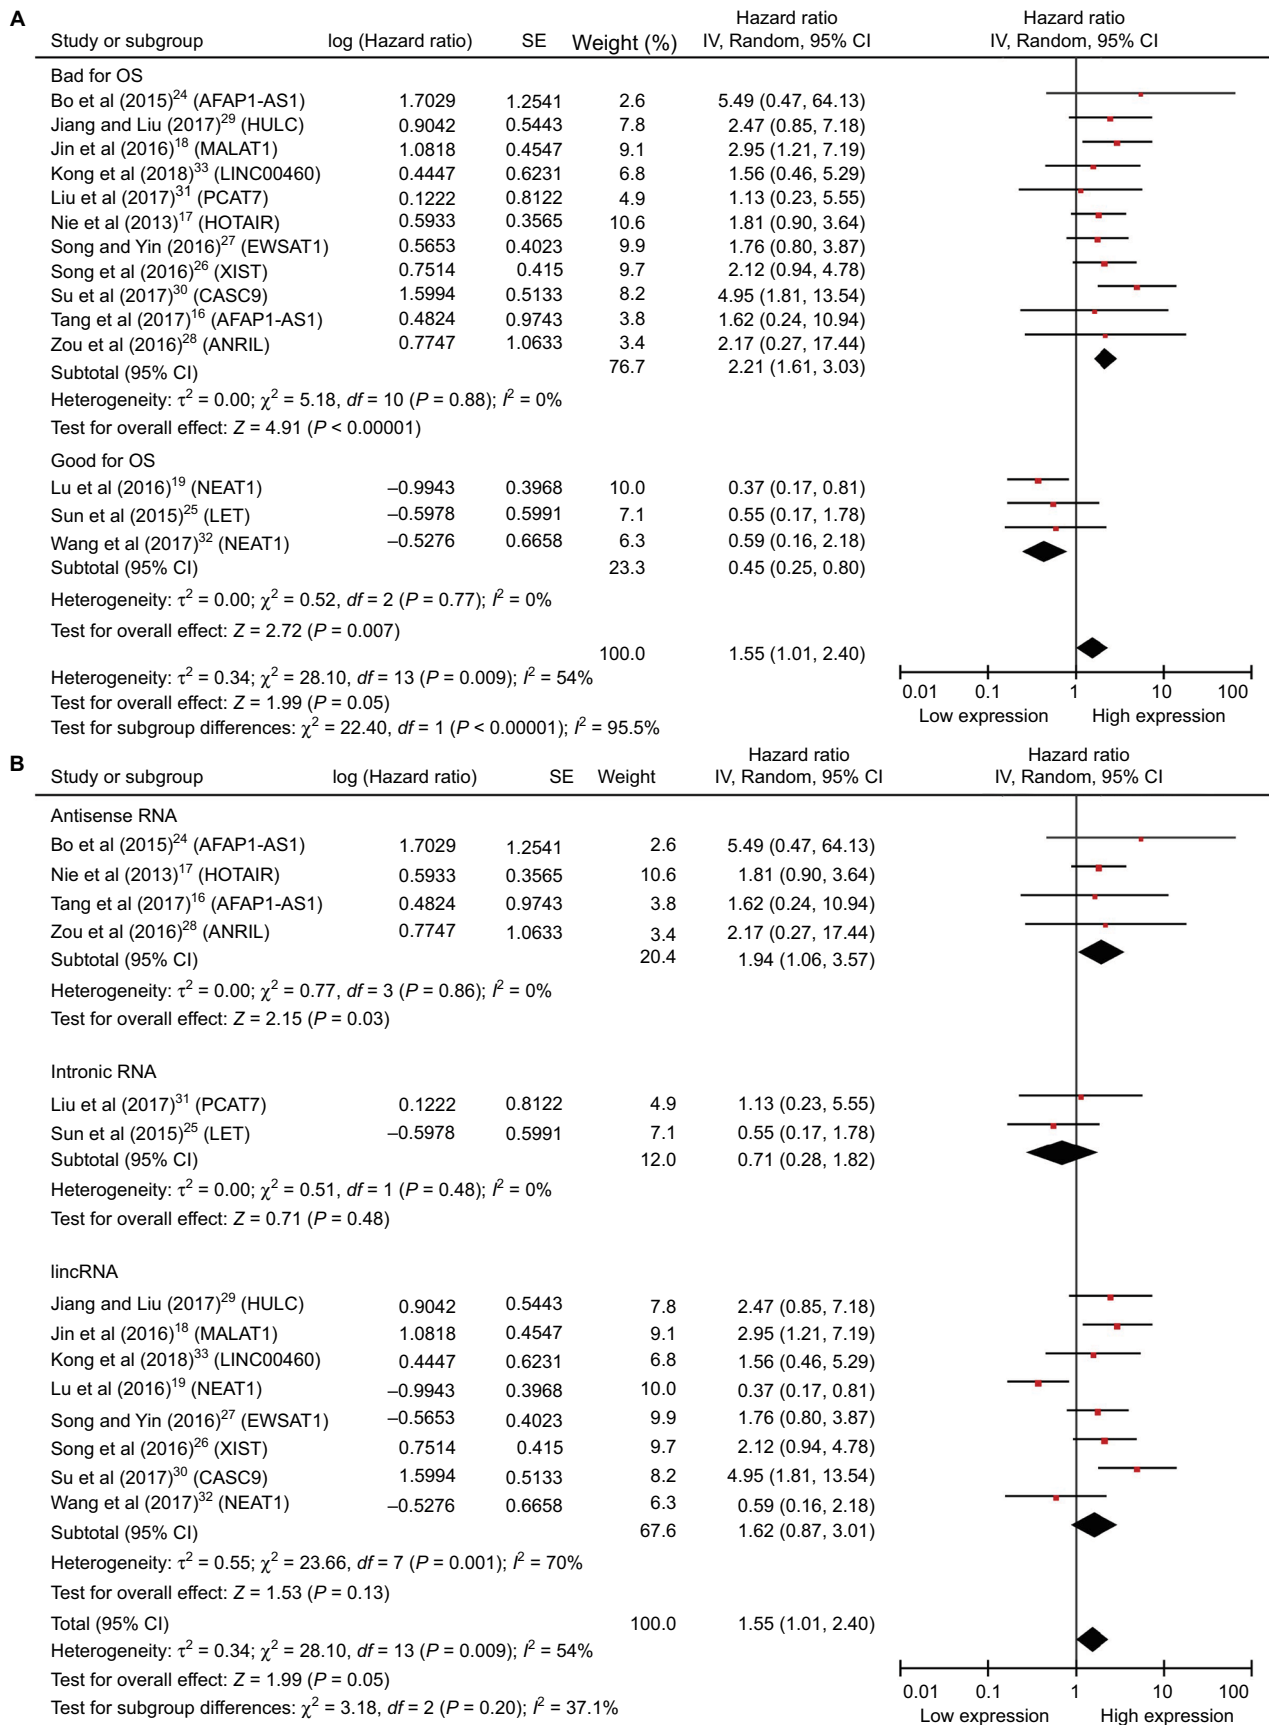 A
Hazard ratio Hazard ratio
Study or subgroup log (Hazard ratio) SE Weight (%) IV, Random, 95% CI IV, Random, 95% CI
Bad for OS
Bo et al (2015)24 (AFAP1-AS1) 1.7029 1.2541 2.6 5.49 (0.47, 64.13)
Jiang and Liu (2017)29 (HULC) 0.9042 0.5443 7.8 2.47 (0.85, 7.18)
Jin et al (2016)18 (MALAT1) 1.0818 0.4547 9.1 2.95 (1.21, 7.19)
Kong et al (2018)33 (LINC00460) 0.4447 0.6231 6.8 1.56 (0.46, 5.29)
Liu et al (2017)31 (PCAT7) 0.1222 0.8122 4.9 1.13 (0.23, 5.55)
Nie et al (2013)17 (HOTAIR) 0.5933 0.3565 10.6 1.81 (0.90, 3.64)
Song and Yin (2016)27 (EWSAT1) 0.5653 0.4023 9.9 1.76 (0.80, 3.87)
Song et al (2016)26 (XIST) 0.7514 0.415 9.7 2.12 (0.94, 4.78)
Su et al (2017)30 (CASC9) 1.5994 0.5133 8.2 4.95 (1.81, 13.54)
Tang et al (2017)16 (AFAP1-AS1) 0.4824 0.9743 3.8 1.62 (0.24, 10.94)
Zou et al (2016)28 (ANRIL) 0.7747 1.0633 3.4 2.17 (0.27, 17.44)
Subtotal (95% CI) 76.7 2.21 (1.61, 3.03)
Heterogeneity: τ2 = 0.00; χ2 = 5.18, df = 10 (P = 0.88); I2 = 0%
Test for overall effect: Z = 4.91 (P < 0.00001)
Good for OS
Lu et al (2016)19 (NEAT1) –0.9943 0.3968 10.0 0.37 (0.17, 0.81)
Sun et al (2015)25 (LET) –0.5978 0.5991 7.1 0.55 (0.17, 1.78)
Wang et al (2017)32 (NEAT1) –0.5276 0.6658 6.3 0.59 (0.16, 2.18)
Subtotal (95% CI) 23.3 0.45 (0.25, 0.80)
Heterogeneity: τ2 = 0.00; χ2 = 0.52, df = 2 (P = 0.77); I2 = 0%
Test for overall effect: Z = 2.72 (P = 0.007)
100.0 1.55 (1.01, 2.40)
Heterogeneity: τ2 = 0.34; χ2 = 28.10, df = 13 (P = 0.009); I2 = 54%
Test for overall effect: Z = 1.99 (P = 0.05)
Test for subgroup differences: χ2 = 22.40, df = 1 (P < 0.00001); I2 = 95.5%
0.01 0.1 1 10 100
Low expression High expression
B
Hazard ratio Hazard ratio
Study or subgroup log (Hazard ratio) SE Weight IV, Random, 95% CI IV, Random, 95% CI
Antisense RNA
Bo et al (2015)24 (AFAP1-AS1) 1.7029 1.2541 2.6 5.49 (0.47, 64.13)
Nie et al (2013)17 (HOTAIR) 0.5933 0.3565 10.6 1.81 (0.90, 3.64)
Tang et al (2017)16 (AFAP1-AS1) 0.4824 0.9743 3.8 1.62 (0.24, 10.94)
Zou et al (2016)28 (ANRIL) 0.7747 1.0633 3.4 2.17 (0.27, 17.44)
Subtotal (95% CI) 20.4 1.94 (1.06, 3.57)
Heterogeneity: τ2 = 0.00; χ2 = 0.77, df = 3 (P = 0.86); I2 = 0%
Test for overall effect: Z = 2.15 (P = 0.03)
Intronic RNA
Liu et al (2017)31 (PCAT7) 0.1222 0.8122 4.9 1.13 (0.23, 5.55)
Sun et al (2015)25 (LET) –0.5978 0.5991 7.1 0.55 (0.17, 1.78)
Subtotal (95% CI) 12.0 0.71 (0.28, 1.82)
Heterogeneity: τ2 = 0.00; χ2 = 0.51, df = 1 (P = 0.48); I2 = 0%
Test for overall effect: Z = 0.71 (P = 0.48)
lincRNA
Jiang and Liu (2017)29 (HULC) 0.9042 0.5443 7.8 2.47 (0.85, 7.18)
Jin et al (2016)18 (MALAT1) 1.0818 0.4547 9.1 2.95 (1.21, 7.19)
Kong et al (2018)33 (LINC00460) 0.4447 0.6231 6.8 1.56 (0.46, 5.29)
Lu et al (2016)19 (NEAT1) –0.9943 0.3968 10.0 0.37 (0.17, 0.81)
Song and Yin (2016)27 (EWSAT1) –0.5653 0.4023 9.9 1.76 (0.80, 3.87)
Song et al (2016)26 (XIST) 0.7514 0.415 9.7 2.12 (0.94, 4.78)
Su et al (2017)30 (CASC9) 1.5994 0.5133 8.2 4.95 (1.81, 13.54)
Wang et al (2017)32 (NEAT1) –0.5276 0.6658 6.3 0.59 (0.16, 2.18)
Subtotal (95% CI) 67.6 1.62 (0.87, 3.01)
Heterogeneity: τ2 = 0.55; χ2 = 23.66, df = 7 (P = 0.001); I2 = 70%
Test for overall effect: Z = 1.53 (P = 0.13)
Total (95% CI) 100.0 1.55 (1.01, 2.40)
Heterogeneity: τ2 = 0.34; χ2 = 28.10, df = 13 (P = 0.009); I2 = 54%
Test for overall effect: Z = 1.99 (P = 0.05)
Test for subgroup differences: χ2 = 3.18, df = 2 (P = 0.20); I2 = 37.1%
0.01 0.1 1 10 100
Low expression High expression